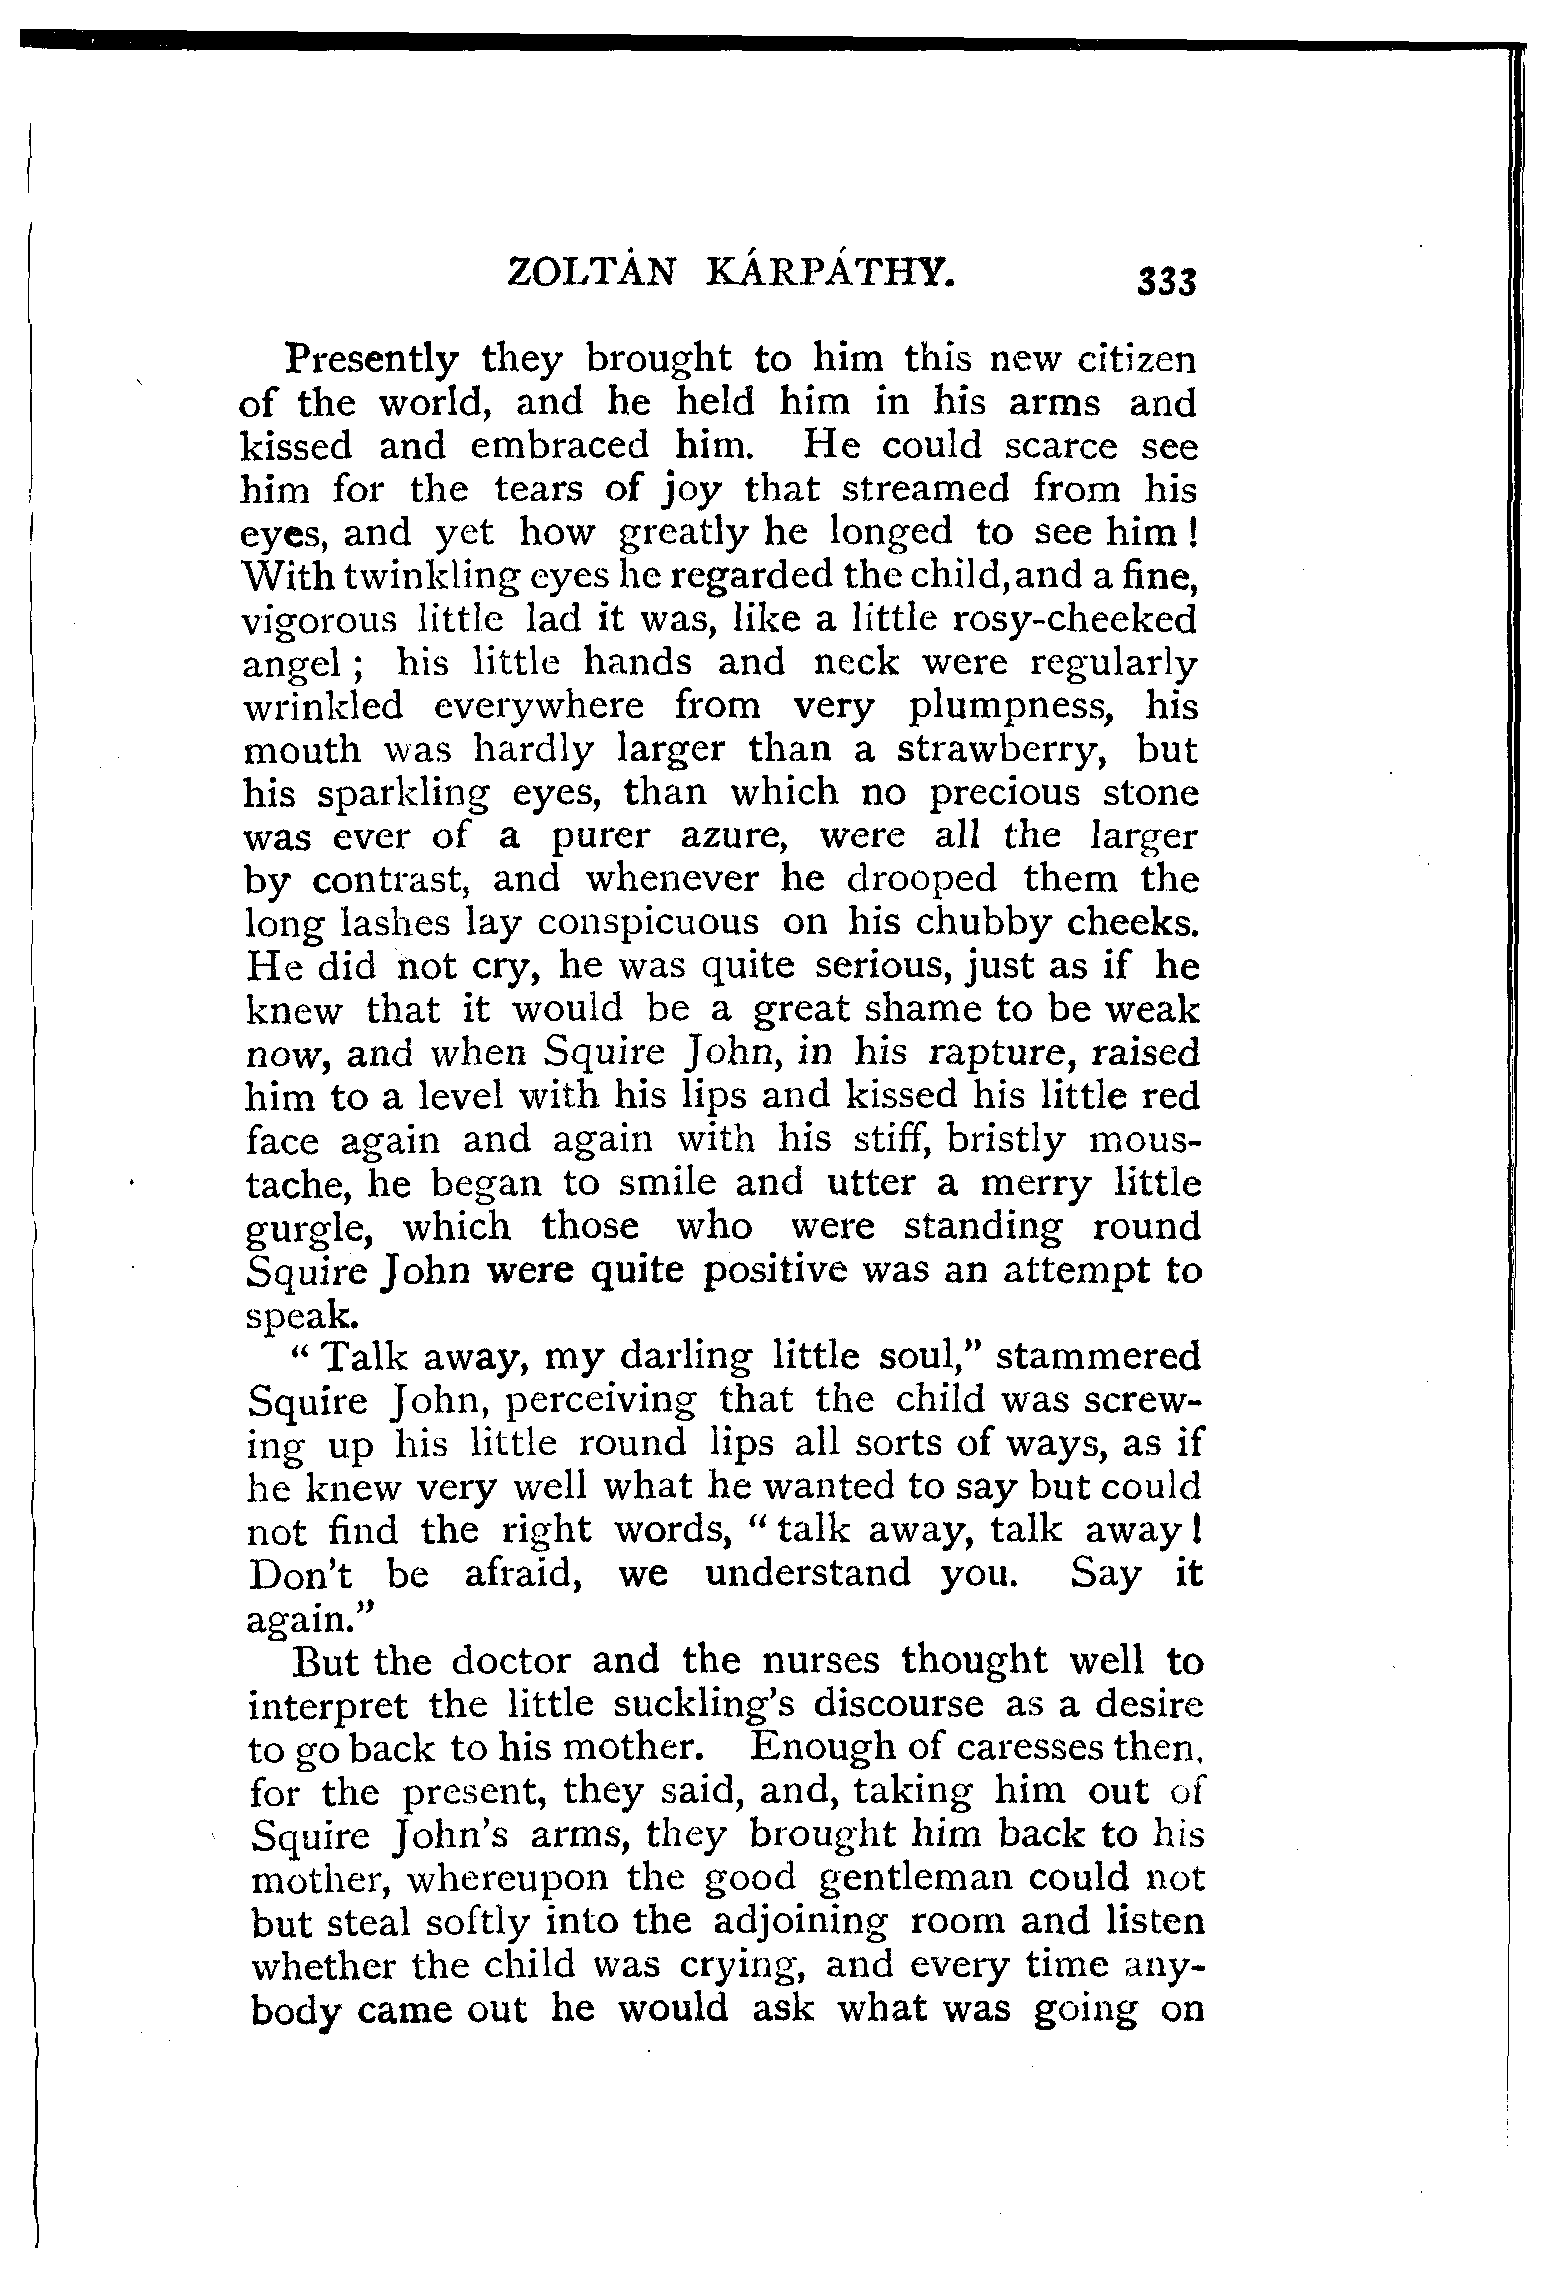 ZOLTÁN KÁRPÁTHY. 333
Presently they brought to him this new citizen
of the world, and he held him in his arms and
kissed and embraced him. He could scarce see
him for the tears of joy that streamed from his
eyes, and yet how greatly he longed to see him !
With twinkling eyes he regarded the child, and a fine,
vigorous little lad it was, like a little rosy-cheeked
angel ; his little hands and neck were regularly
wrinkled everywhere from very plumpness, his
mouth was hardly larger than a strawberry, but
his sparkling eyes, than which no precious stone
was ever of a purer azure, were all the larger
by contrast, and whenever he drooped them the
long lashes lay conspicuous on his chubby cheeks.
He did not cry, he was quite serious, just as if he
knew that it would be a great shame to be weak
now, and when Squire John, in his rapture, raised
him to a level with his lips and kissed his little red
face again and again with his stiff, bristly mous-
tache, he began to smile and utter a merry little
gurgle, which those who were standing round
Squire John were quite positive was an attempt to
speak.
" Talk away, my darling little soul," stammered
Squire John, perceiving that the child was screw-
ing up his little round lips all sorts of ways, as if
he knew very well what he wanted to say but could
not find the right words, " talk away, talk away !
Don't be afraid, we understand you. Say it
again."
But the doctor and the nurses thought well to
interpret the little suckling's discourse as a desire
to go back to his mother. Enough of caresses then,
for the present, they said, and, taking him out of
Squire John's arms, they brought him back to his
mother, whereupon the good gentleman could not
but steal softly into the adjoining room and listen
whether the child was crying, and every time any-
body came out he would ask what was going on